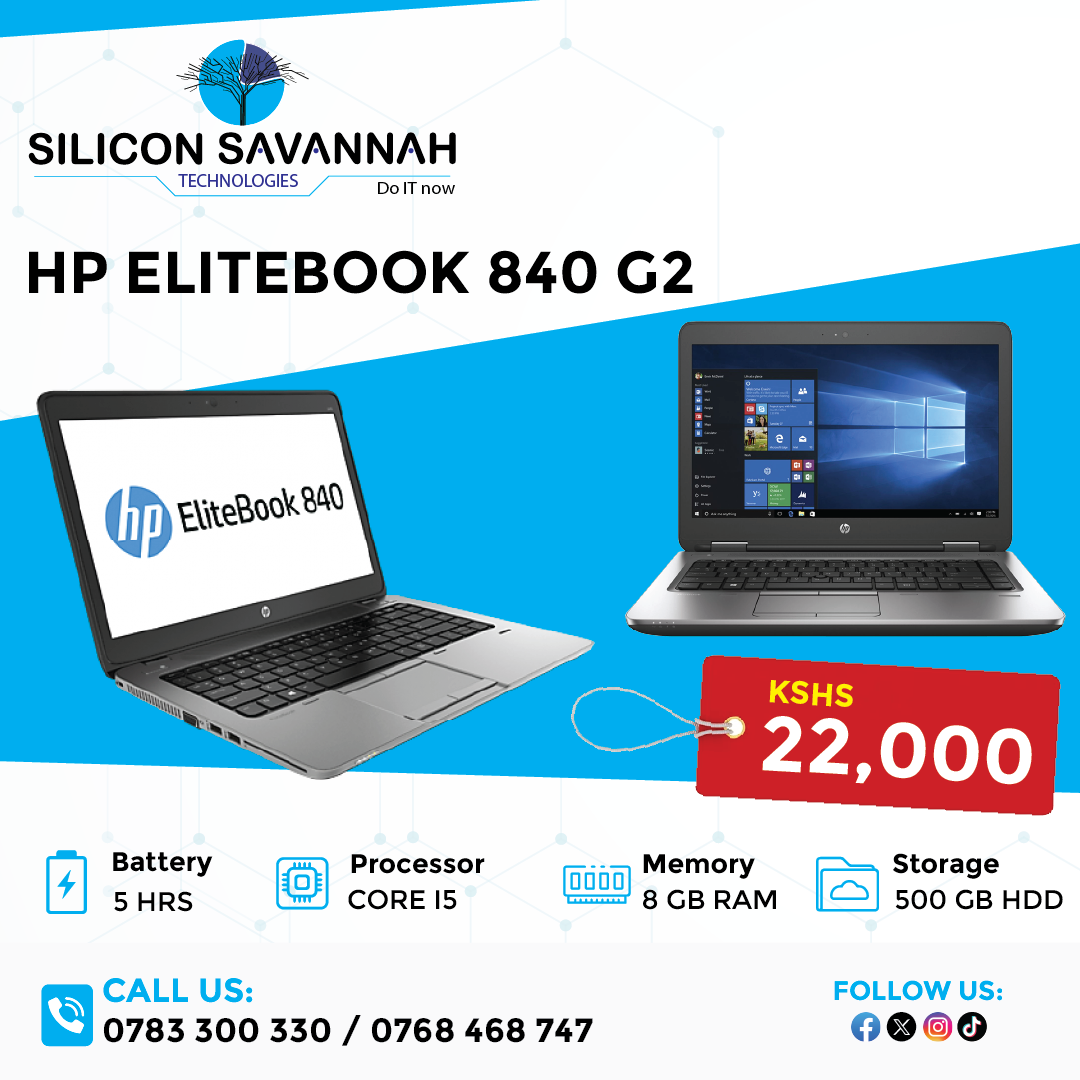 SILICON SAVANNAH
TECHNOLOGIES
Do IT now
HP ELITEBOOK 840 G2
hp EliteBook 840
hp
hp
KSHS
22,000
Battery
5 HRS
Processor
CORE I5
Memory
8 GB RAM
Storage
500 GB HDD
CALL US:
0783 300 330 / 0768 468 747
FOLLOW US: